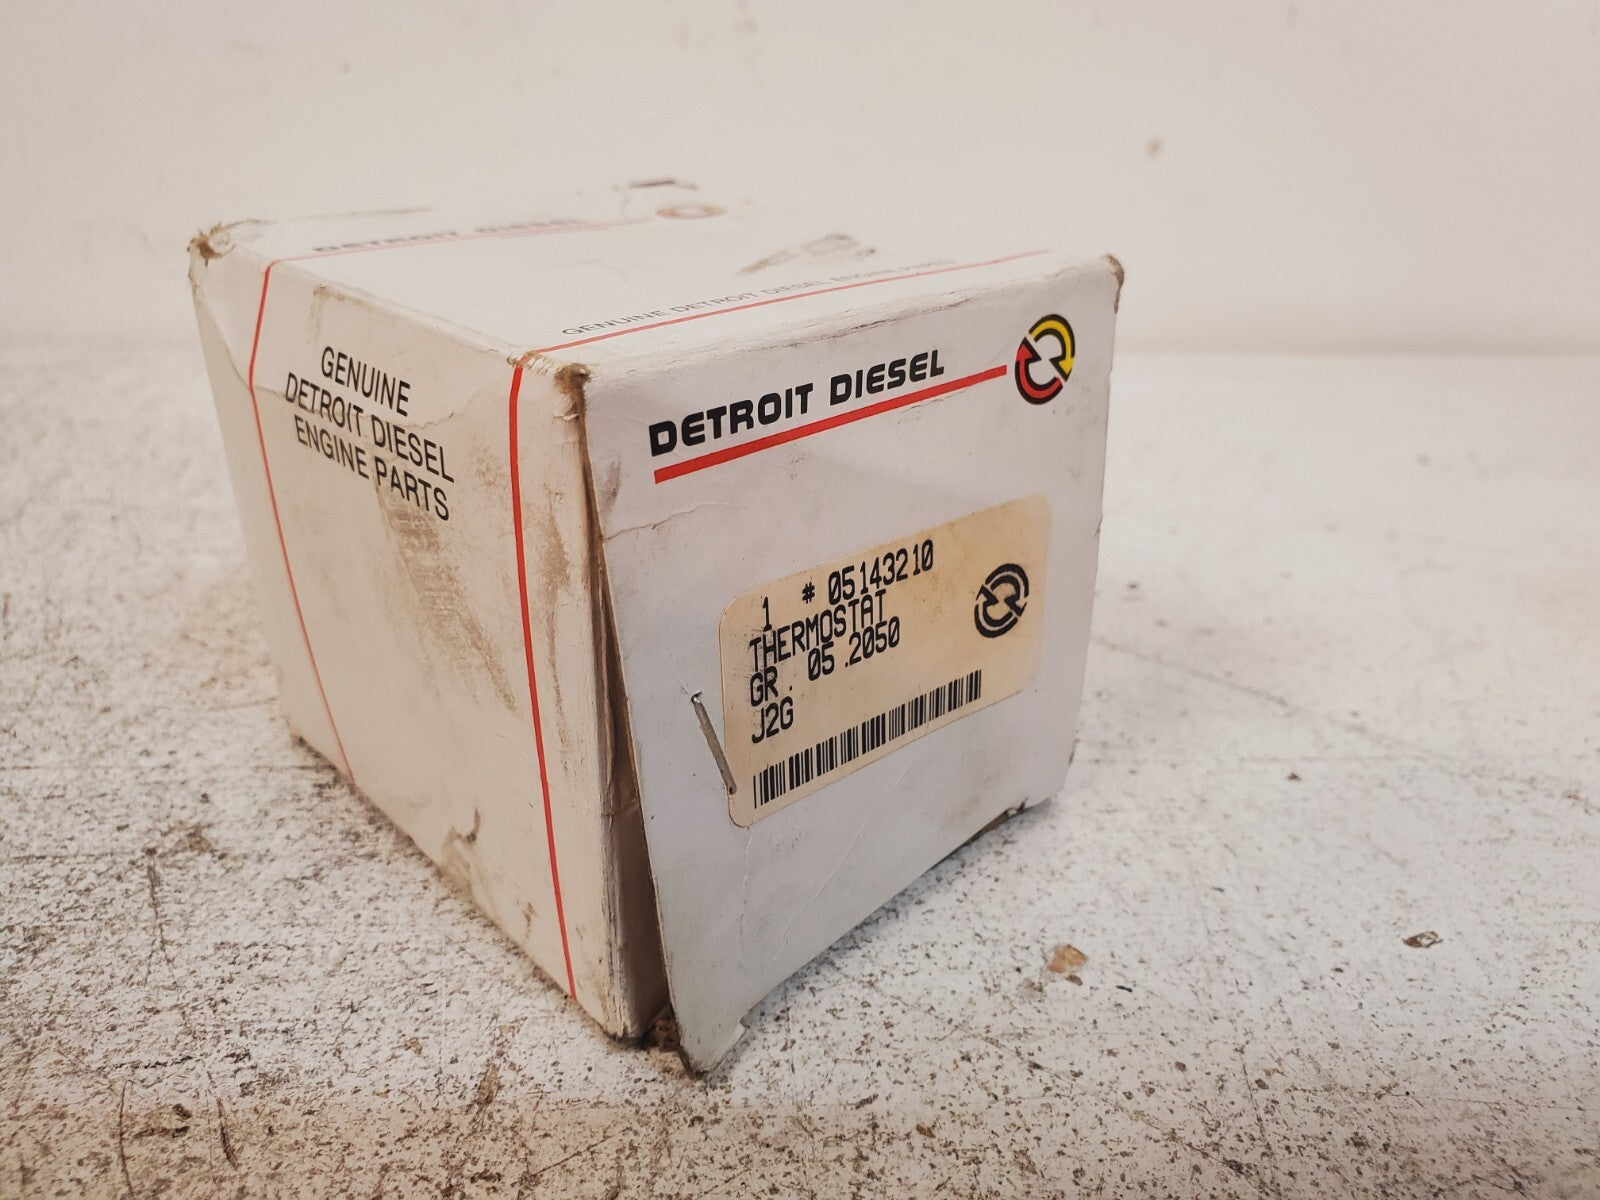 DETROIT DIESEL
GENUINE DETROIT DIESEL ENGINE PARTS
GENUINE
DETROIT DIESEL
ENGINE PARTS
DETROIT DIESEL
1 # 05143210
THERMOSTAT
GR. 05.2050
J2G